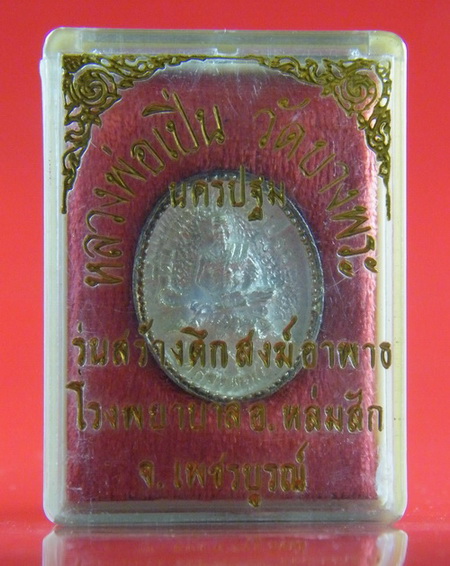 หลวงพ่อเปิ่น วัดบางพระ
นครปฐม
รุ่นสร้างตึกสงฆ์อาพาธ
โรงพยาบาล อ.หล่มสัก
จ.เพชรบูรณ์